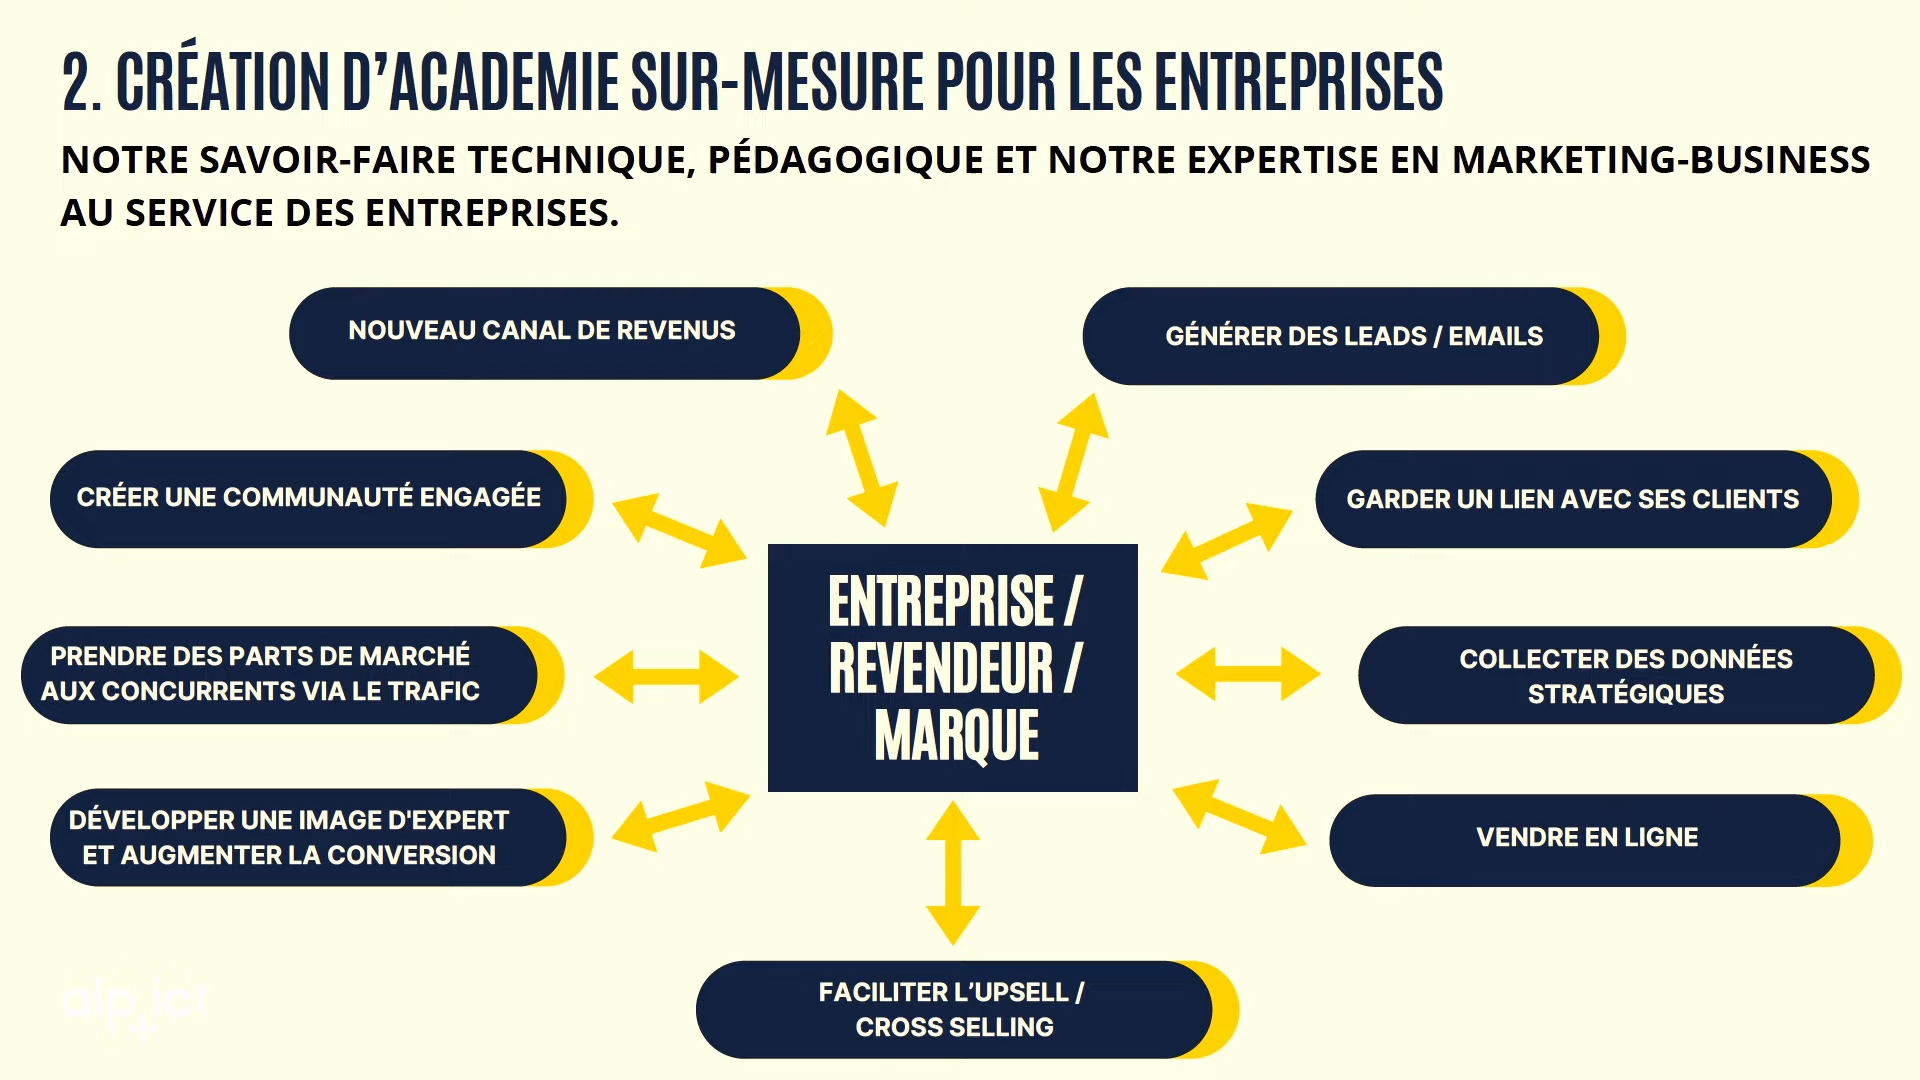 2. CRÉATION D’ACADEMIE SUR-MESURE POUR LES ENTREPRISES
NOTRE SAVOIR-FAIRE TECHNIQUE, PÉDAGOGIQUE ET NOTRE EXPERTISE EN MARKETING-BUSINESS
AU SERVICE DES ENTREPRISES.
NOUVEAU CANAL DE REVENUS
GÉNÉRER DES LEADS / EMAILS
CRÉER UNE COMMUNAUTÉ ENGAGÉE
GARDER UN LIEN AVEC SES CLIENTS
ENTREPRISE /
REVENDEUR /
MARQUE
PRENDRE DES PARTS DE MARCHÉ
AUX CONCURRENTS VIA LE TRAFIC
COLLECTER DES DONNÉES
STRATÉGIQUES
DÉVELOPPER UNE IMAGE D'EXPERT
ET AUGMENTER LA CONVERSION
VENDRE EN LIGNE
FACILITER L’UPSELL /
CROSS SELLING
alp ict